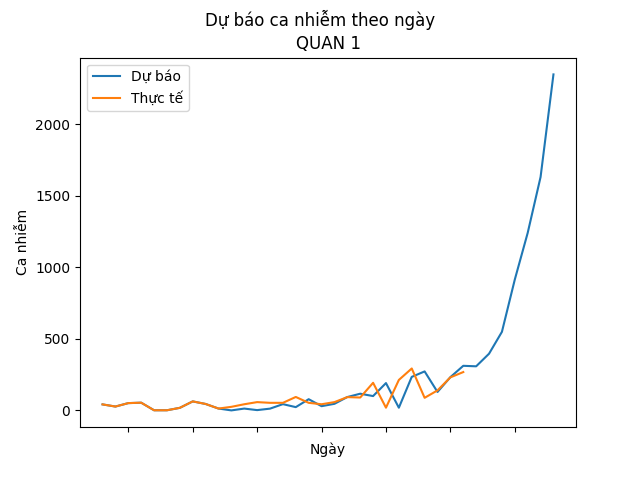 Dự báo ca nhiễm theo ngày
QUAN 1
Dự báo
Thực tế
2000
1500
1000
500
0
Ca nhiễm
Ngày